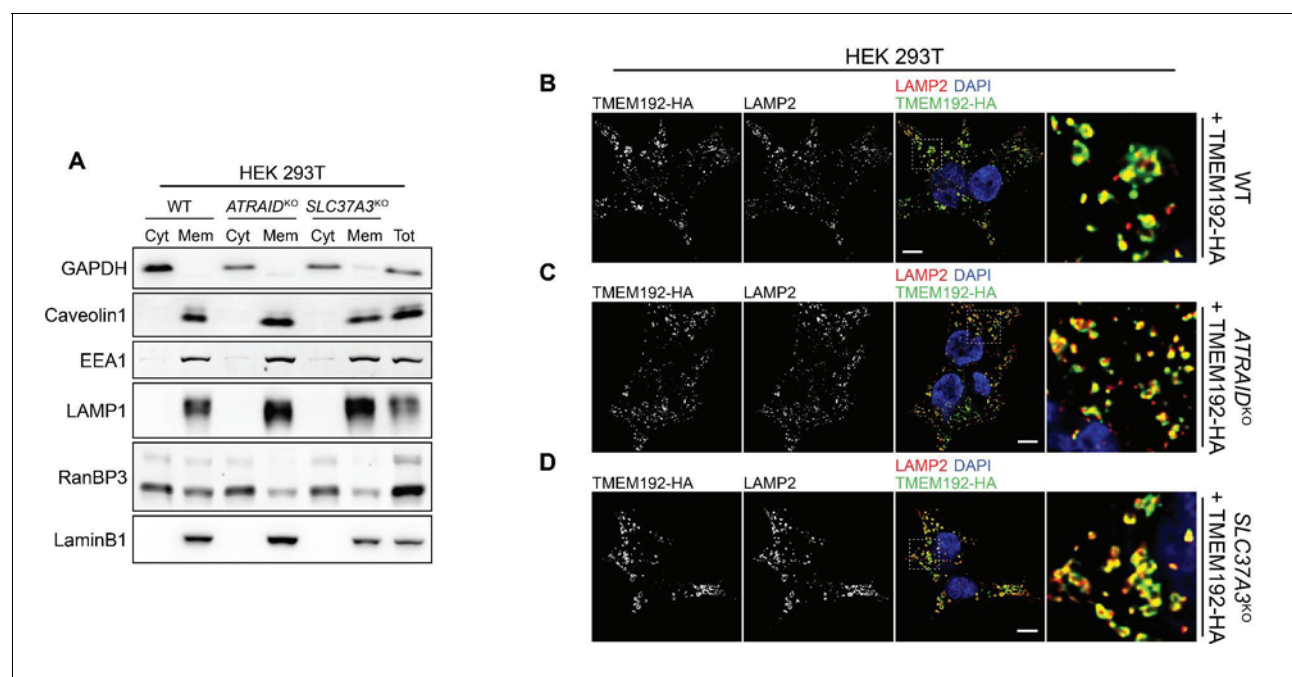 A
HEK 293T
WT ATRAIDKO SLC37A3KO
Cyt Mem Cyt Mem Cyt Mem Tot
GAPDH
Caveolin1
EEA1
LAMP1
RanBP3
LaminB1
HEK 293T
B
TMEM192-HA LAMP2 LAMP2 DAPI
TMEM192-HA
WT
+ TMEM192-HA
C
TMEM192-HA LAMP2 LAMP2 DAPI
TMEM192-HA
ATRAIDKO
+ TMEM192-HA
D
TMEM192-HA LAMP2 LAMP2 DAPI
TMEM192-HA
SLC37A3KO
+ TMEM192-HA